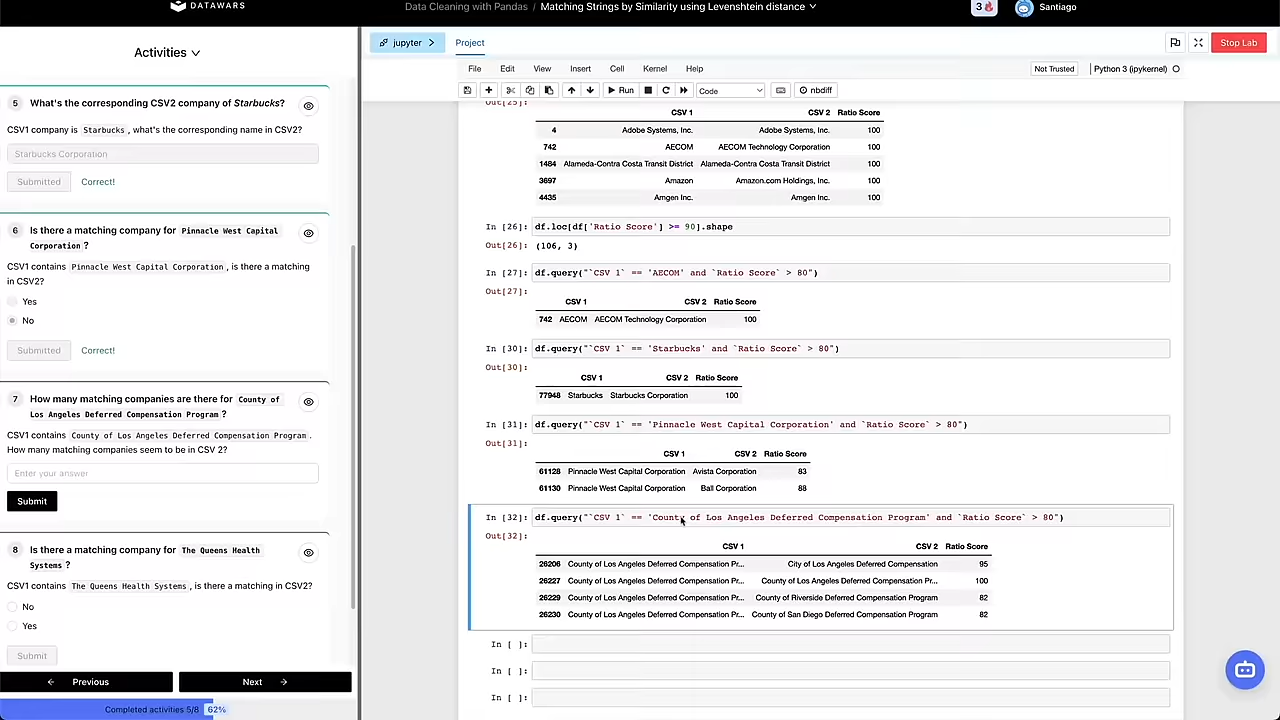 DATAWARS
Data Cleaning with Pandas / Matching Strings by Similarity using Levenshtein distance
3
Santiago
Activities
jupyter
Project
Stop Lab
File Edit View Insert Cell Kernel Help
Not Trusted
Python 3 (ipykernel)
Run
Code
nbdiff
5 What's the corresponding CSV2 company of Starbucks?
CSV1 company is Starbucks, what's the corresponding name in CSV2?
Starbucks Corporation
Submitted
Correct!
6 Is there a matching company for Pinnacle West Capital
Corporation?
CSV1 contains Pinnacle West Capital Corporation, is there a matching
in CSV2?
Yes
No
Submitted
Correct!
7 How many matching companies are there for County of
Los Angeles Deferred Compensation Program?
CSV1 contains County of Los Angeles Deferred Compensation Program.
How many matching companies seem to be in CSV 2?
Enter your answer
Submit
8 Is there a matching company for The Queens Health
Systems?
CSV1 contains The Queens Health Systems, is there a matching in CSV2?
No
Yes
Submit
Previous
Next
Completed activities 5/8 62%
Out[25]:
CSV 1 CSV 2 Ratio Score
4 Adobe Systems, Inc. Adobe Systems, Inc. 100
742 AECOM AECOM Technology Corporation 100
1484 Alameda-Contra Costa Transit District Alameda-Contra Costa Transit District 100
3697 Amazon Amazon.com Holdings, Inc. 100
4435 Amgen Inc. Amgen Inc. 100
In [26]: df.loc[df['Ratio Score'] >= 90].shape
Out[26]: (106, 3)
In [27]: df.query("`CSV 1` == 'AECOM' and `Ratio Score` > 80")
Out[27]:
CSV 1 CSV 2 Ratio Score
742 AECOM AECOM Technology Corporation 100
In [30]: df.query("`CSV 1` == 'Starbucks' and `Ratio Score` > 80")
Out[30]:
CSV 1 CSV 2 Ratio Score
77948 Starbucks Starbucks Corporation 100
In [31]: df.query("`CSV 1` == 'Pinnacle West Capital Corporation' and `Ratio Score` > 80")
Out[31]:
CSV 1 CSV 2 Ratio Score
61128 Pinnacle West Capital Corporation Avista Corporation 83
61130 Pinnacle West Capital Corporation Ball Corporation 88
In [32]: df.query("`CSV 1` == 'County of Los Angeles Deferred Compensation Program' and `Ratio Score` > 80")
Out[32]:
CSV 1 CSV 2 Ratio Score
26206 County of Los Angeles Deferred Compensation Pr... City of Los Angeles Deferred Compensation 95
26227 County of Los Angeles Deferred Compensation Pr... County of Los Angeles Deferred Compensation Pr... 100
26229 County of Los Angeles Deferred Compensation Pr... County of Riverside Deferred Compensation Program 82
26230 County of Los Angeles Deferred Compensation Pr... County of San Diego Deferred Compensation Program 82
In [ ]:
In [ ]:
In [ ]: